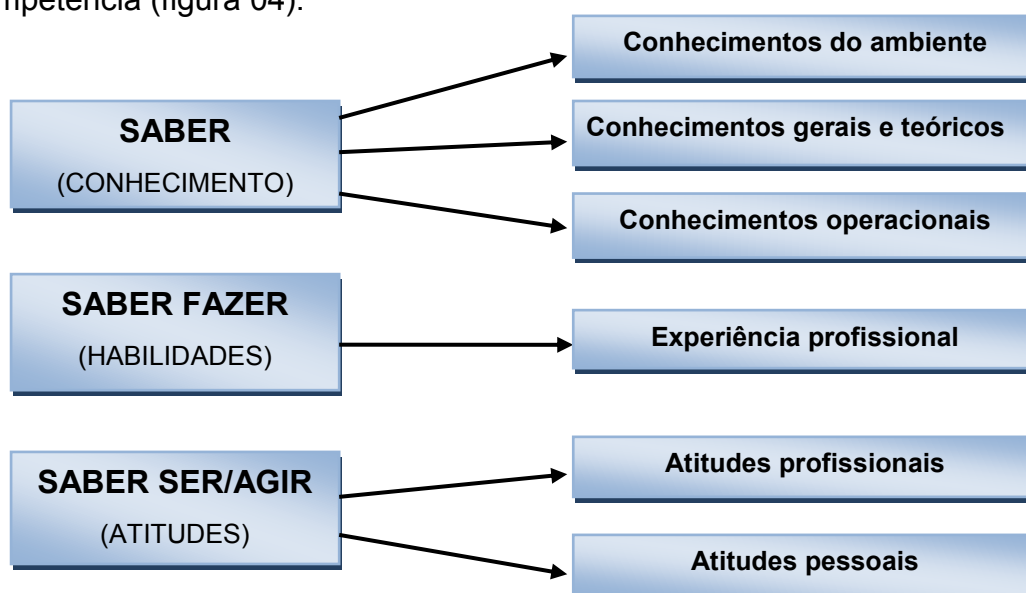 mpetência (figura 04).
Conhecimentos do ambiente
SABER
(CONHECIMENTO)
Conhecimentos gerais e teóricos
Conhecimentos operacionais
SABER FAZER
(HABILIDADES)
Experiência profissional
SABER SER/AGIR
(ATITUDES)
Atitudes profissionais
Atitudes pessoais